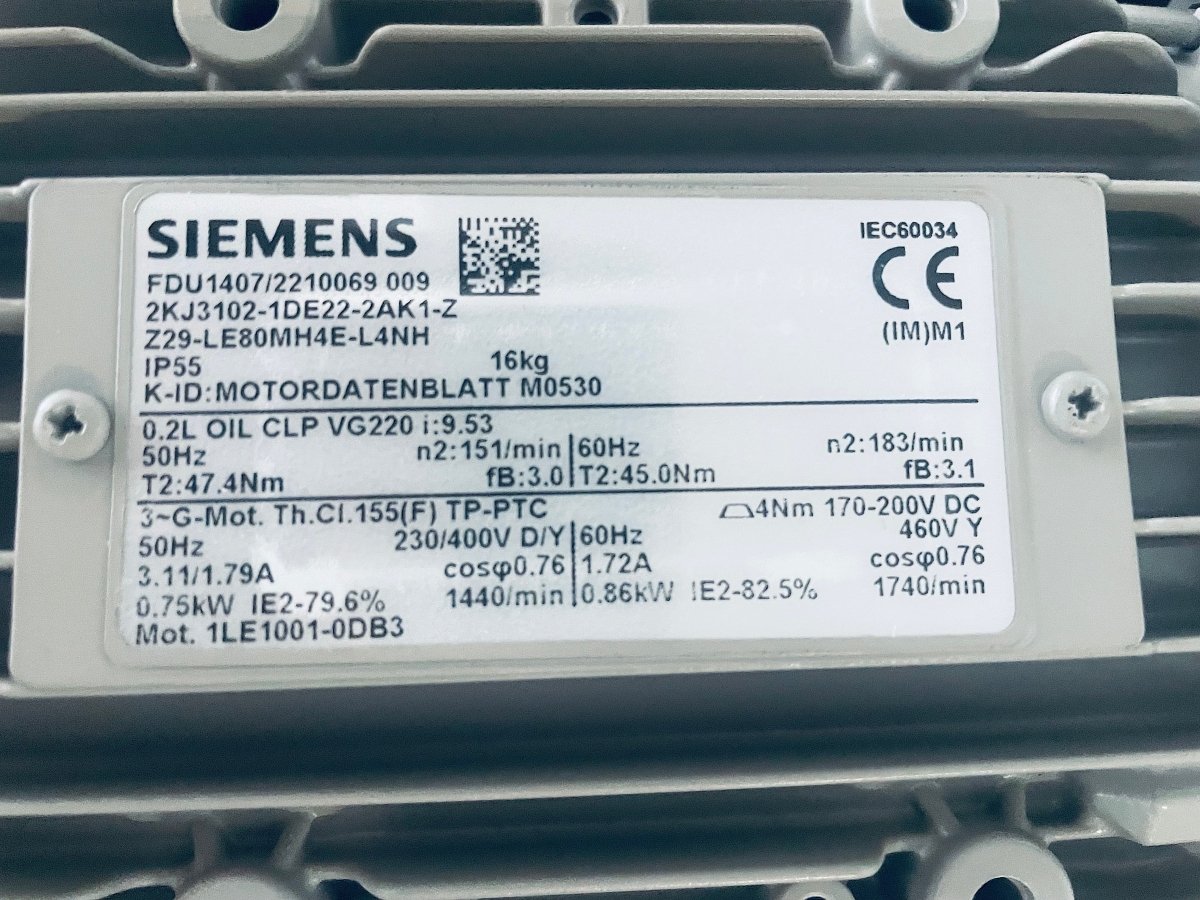 SIEMENS
IEC60034
CE
FDU1407/2210069 009
2KJ3102-1DE22-2AK1-Z
Z29-LE80MH4E-L4NH
(IM)M1
IP55 16kg
K-ID:MOTORDATENBLATT M0530
0.2L OIL CLP VG220 i:9.53
50Hz n2:151/min 60Hz n2:183/min
T2:47.4Nm fB:3.0 T2:45.0Nm fB:3.1
3~G-Mot. Th.Cl.155(F) TP-PTC 4Nm 170-200V DC
50Hz 230/400V D/Y 60Hz 460V Y
3.11/1.79A cosφ0.76 1.72A cosφ0.76
0.75kW IE2-79.6% 1440/min 0.86kW IE2-82.5% 1740/min
Mot. 1LE1001-0DB3